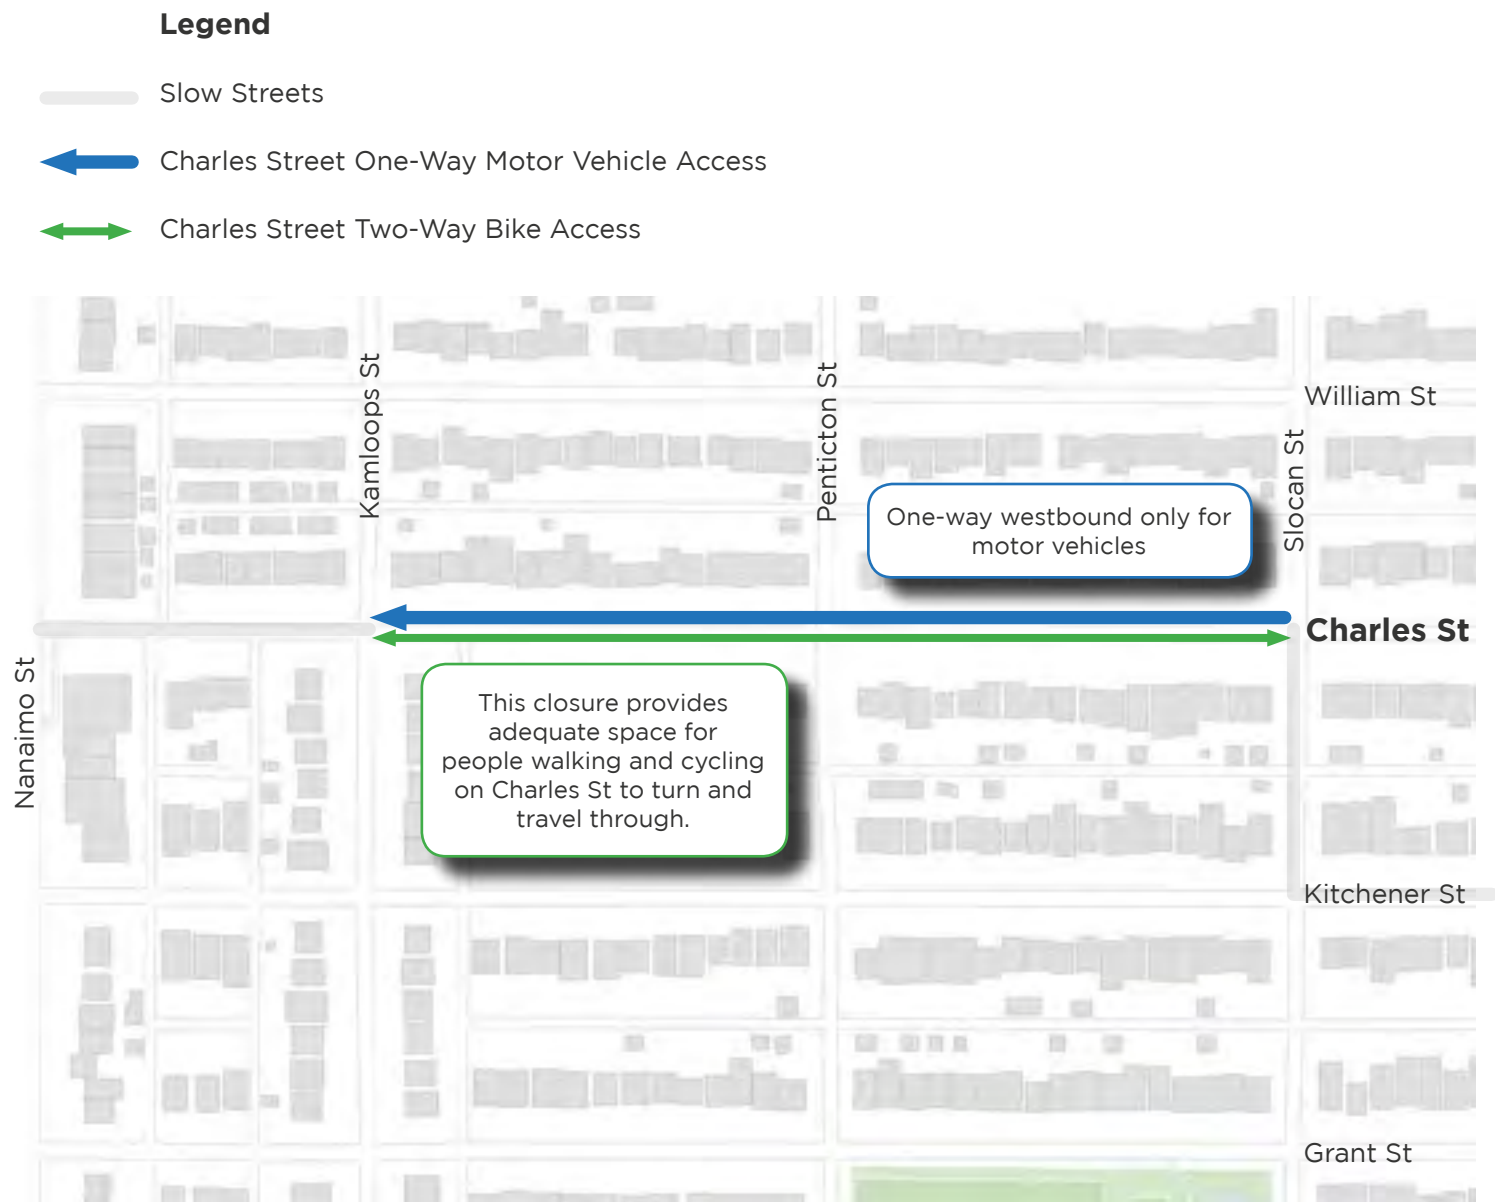 Legend
Slow Streets
Charles Street One-Way Motor Vehicle Access
Charles Street Two-Way Bike Access
Kamloops St
Penticton St
William St
Slocan St
One-way westbound only for
motor vehicles
Charles St
Nanaimo St
This closure provides
adequate space for
people walking and cycling
on Charles St to turn and
travel through.
Kitchener St
Grant St